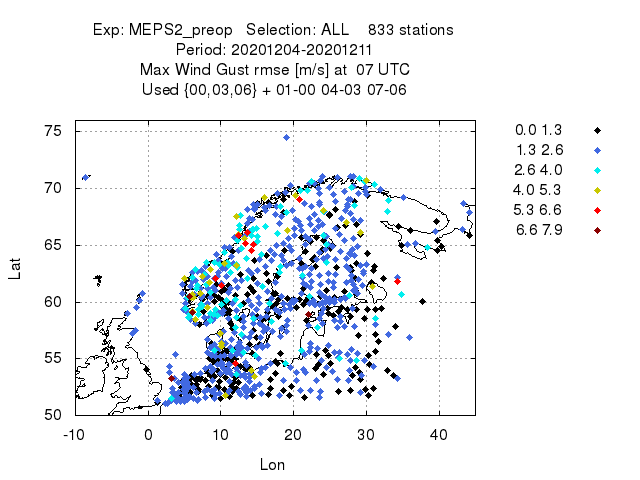 Exp: MEPS2_preop Selection: ALL 833 stations
Period: 20201204-20201211
Max Wind Gust rmse [m/s] at 07 UTC
Used {00,03,06} + 01-00 04-03 07-06
0.0 1.3
1.3 2.6
2.6 4.0
4.0 5.3
5.3 6.6
6.6 7.9
75
70
65
60
55
50
Lat
-10 0 10 20 30 40
Lon